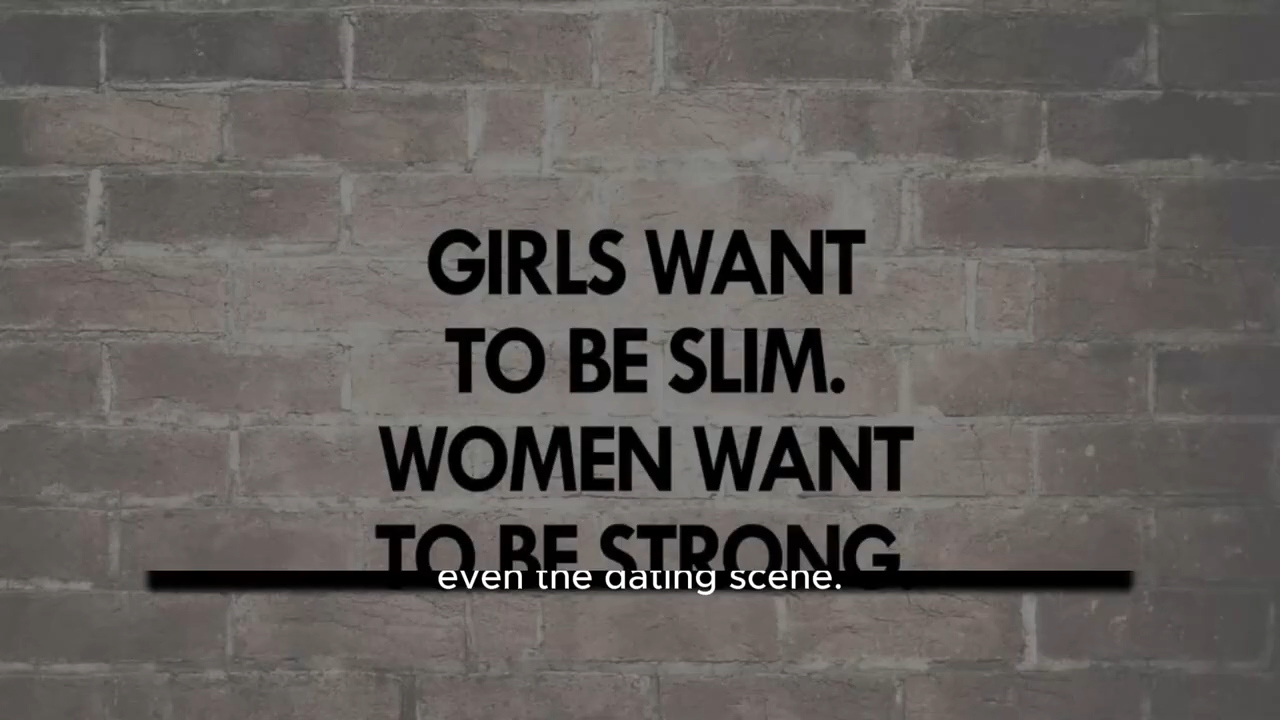 GIRLS WANT
TO BE SLIM.
WOMEN WANT
TO BE STRONG.
even the dating scene.